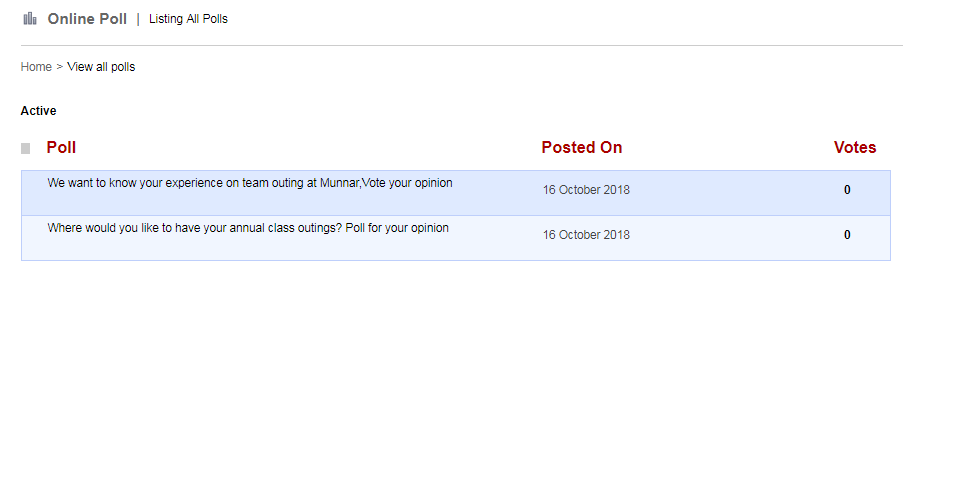 Online Poll | Listing All Polls
Home > View all polls
Active
Poll Posted On Votes
We want to know your experience on team outing at Munnar,Vote your opinion 16 October 2018 0
Where would you like to have your annual class outings? Poll for your opinion 16 October 2018 0